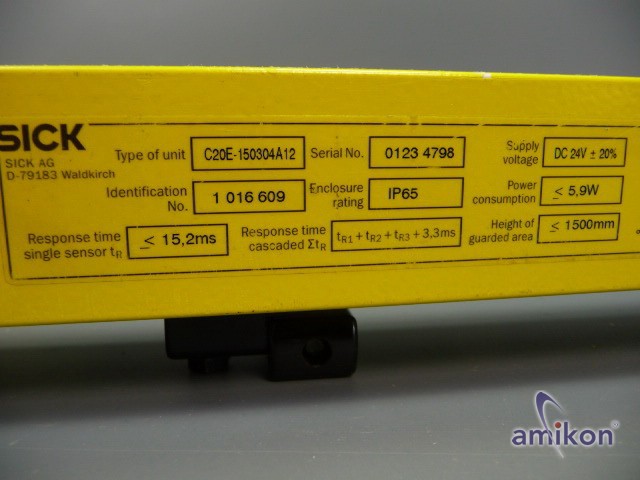 SICK
SICK AG
D-79183 Waldkirch
Type of unit C20E-150304A12 Serial No. 0123 4798 Supply voltage DC 24V ± 20%
Identification No. 1 016 609 Enclosure rating IP65 Power consumption ≤ 5,9W
Response time single sensor tR ≤ 15,2ms Response time cascaded ΣtR tR1 + tR2 + tR3 + 3,3ms Height of guarded area ≤ 1500mm
amikon